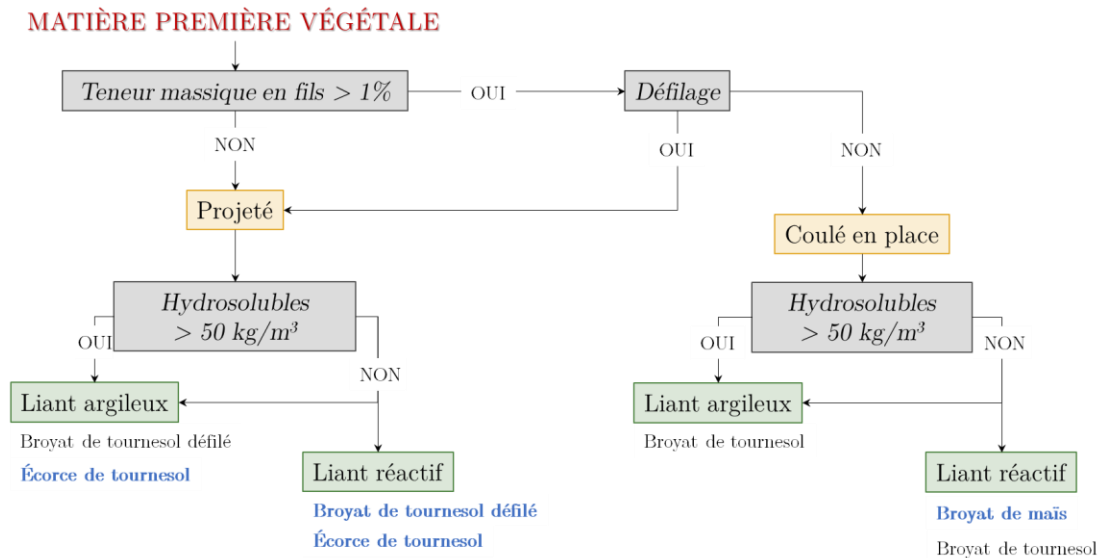 MATIÈRE PREMIÈRE VÉGÉTALE
Teneur massique en fils > 1%
OUI
Défilage
NON
OUI
NON
Projeté
Coulé en place
Hydrosolubles
> 50 kg/m³
Hydrosolubles
> 50 kg/m³
OUI
NON
OUI
NON
Liant argileux
Broyat de tournesol défilé
Écorce de tournesol
Liant réactif
Broyat de tournesol défilé
Écorce de tournesol
Liant argileux
Broyat de tournesol
Liant réactif
Broyat de maïs
Broyat de tournesol